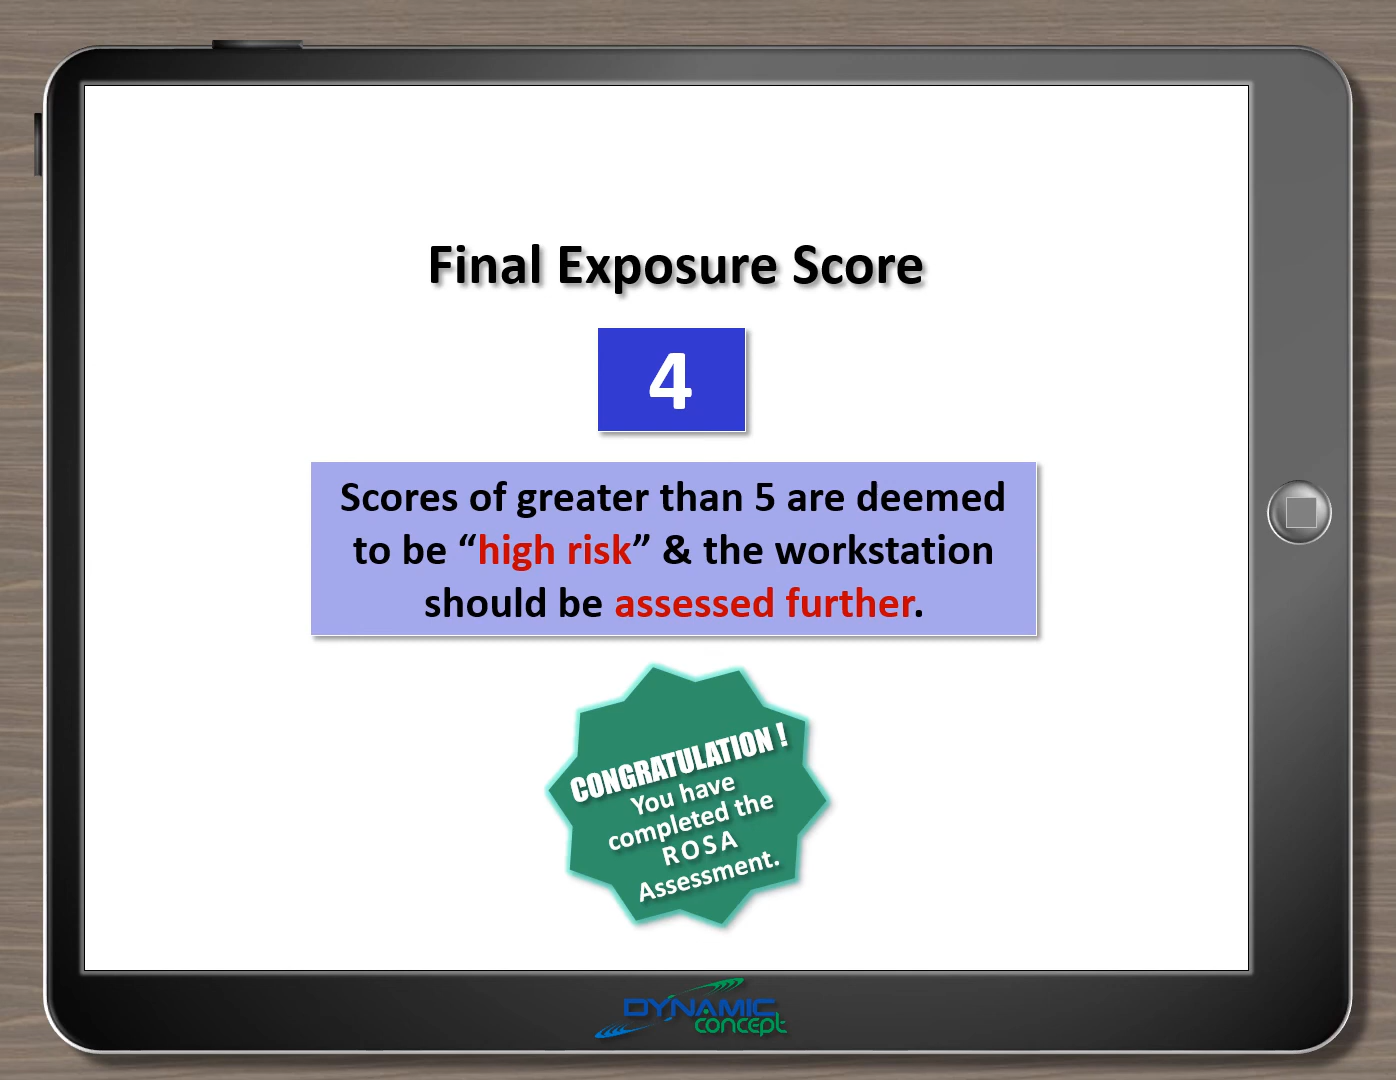 Final Exposure Score
4
Scores of greater than 5 are deemed
to be “high risk” & the workstation
should be assessed further.
CONGRATULATION !
You have
completed the
ROSA
Assessment.
DYNAMIC
concept